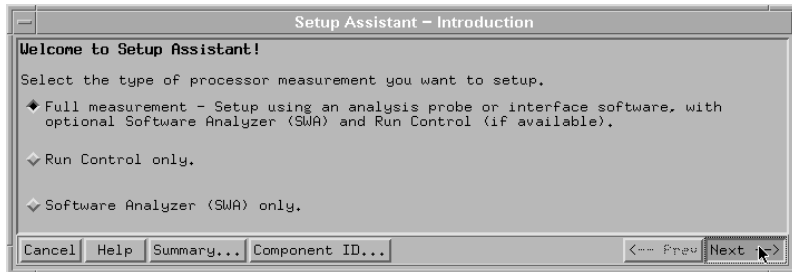 Setup Assistant — Introduction
Welcome to Setup Assistant!
Select the type of processor measurement you want to setup.
Full measurement - Setup using an analysis probe or interface software, with
optional Software Analyzer (SWA) and Run Control (if available).
Run Control only.
Software Analyzer (SWA) only.
Cancel Help Summary... Component ID... <-- Prev Next -->